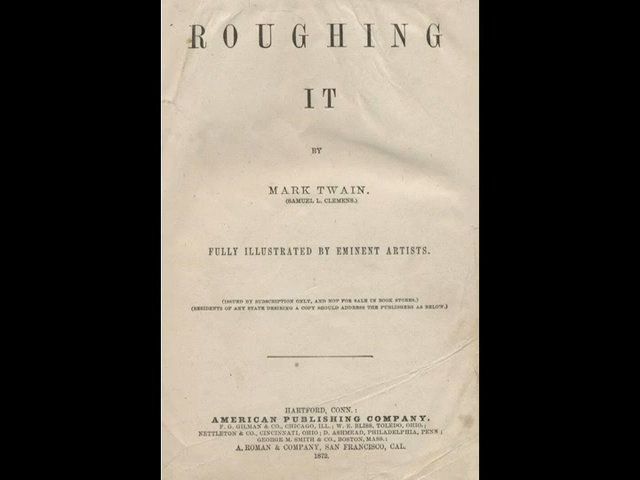 ROUGHING
IT
BY
MARK TWAIN.
(SAMUEL L. CLEMENS.)
FULLY ILLUSTRATED BY EMINENT ARTISTS.
(ISSUED BY SUBSCRIPTION ONLY, AND NOT FOR SALE IN BOOK STORES.)
(RESIDENTS OF ANY STATE DESIRING A COPY SHOULD ADDRESS THE PUBLISHERS AS BELOW.)
HARTFORD, CONN.:
AMERICAN PUBLISHING COMPANY.
F. G. GILMAN & CO., CHICAGO, ILL.; W. E. BLISS, TOLEDO, OHIO.;
NETTLETON & CO., CINCINNATI, OHIO; D. ASHMEAD, PHILADELPHIA, PENN;
GEORGE M. SMITH & CO., BOSTON, MASS.:
A. ROMAN & COMPANY, SAN FRANCISCO, CAL.
1872.